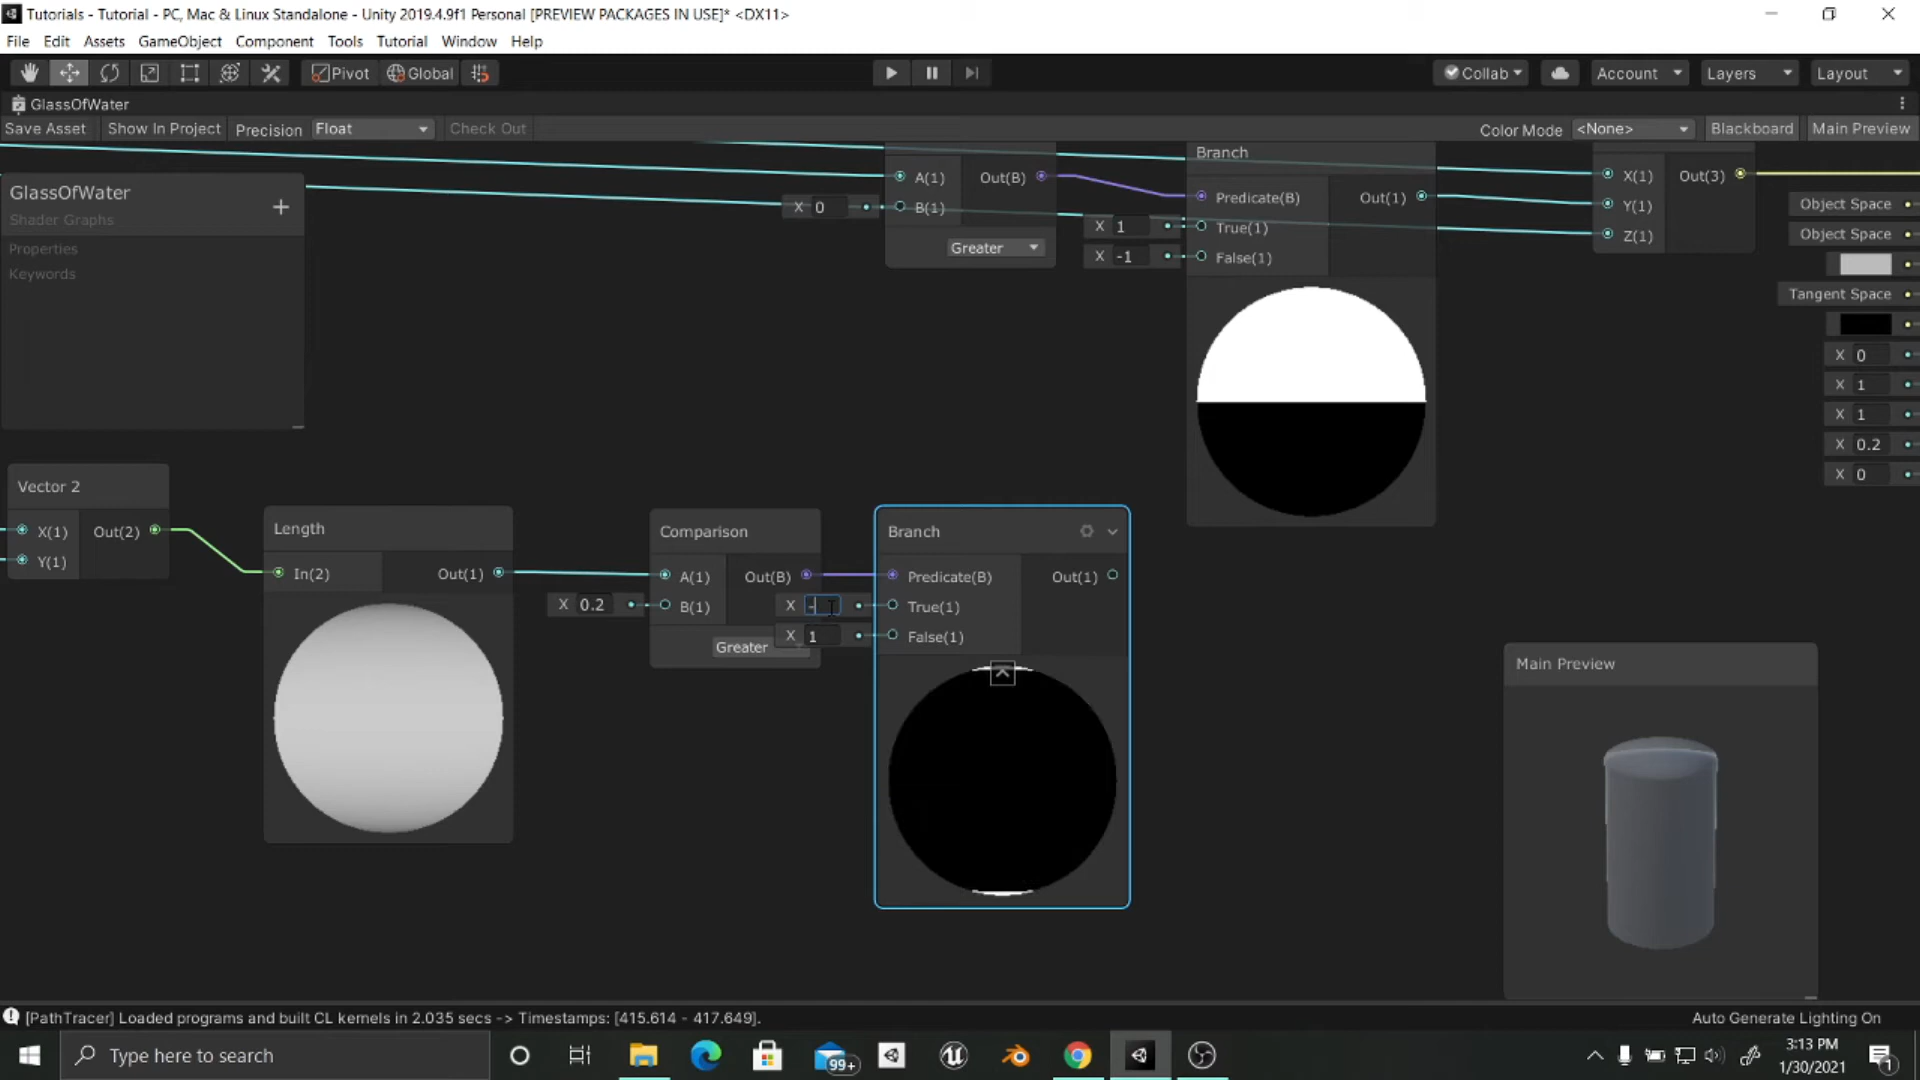 Tutorials - Tutorial - PC, Mac & Linux Standalone - Unity 2019.4.9f1 Personal [PREVIEW PACKAGES IN USE]* <DX11>
File Edit Assets GameObject Component Tools Tutorial Window Help
Pivot Global Collab Account Layers Layout
GlassOfWater
Save Asset Show In Project Precision Float Check Out Color Mode <None> Blackboard Main Preview
GlassOfWater
Shader Graphs
Properties
Keywords
A(1) Out(B)
X 0 B(1)
Greater
Branch
Predicate(B) Out(1)
X 1 True(1)
X -1 False(1)
X(1) Out(3)
Y(1)
Z(1)
Object Space
Object Space
Tangent Space
X 0
X 1
X 1
X 0.2
X 0
Vector 2
X(1) Out(2)
Y(1)
Length
In(2) Out(1)
Comparison
A(1) Out(B)
X 0.2 B(1)
Greater
Branch
Predicate(B) Out(1)
X - True(1)
X 1 False(1)
Main Preview
[PathTracer] Loaded programs and built CL kernels in 2.035 secs -> Timestamps: [415.614 - 417.649].
Auto Generate Lighting On
Type here to search
99+
3:13 PM
1/30/2021
1